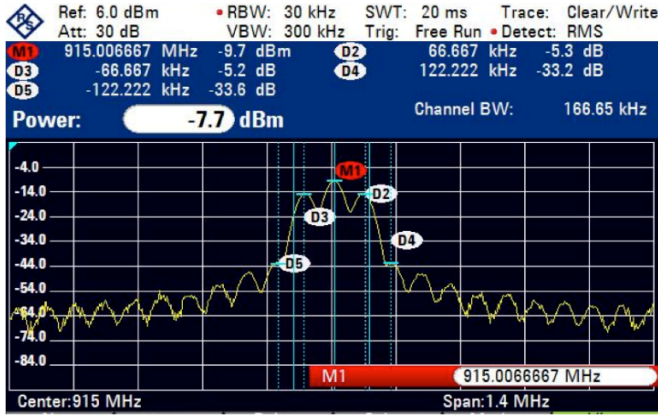 Ref: 6.0 dBm • RBW: 30 kHz SWT: 20 ms Trace: Clear/Write
Att: 30 dB VBW: 300 kHz Trig: Free Run • Detect: RMS
M1 915.006667 MHz -9.7 dBm D2 66.667 kHz -5.3 dB
D3 -66.667 kHz -5.2 dB D4 122.222 kHz -33.2 dB
D5 -122.222 kHz -33.6 dB
Channel BW: 166.65 kHz
Power: -7.7 dBm
-4.0
M1
-14.0
D2
-24.0
D3
-34.0
D4
-44.0
D5
-54.0
-64.0
-74.0
-84.0
M1 915.0066667 MHz
Center:915 MHz Span:1.4 MHz